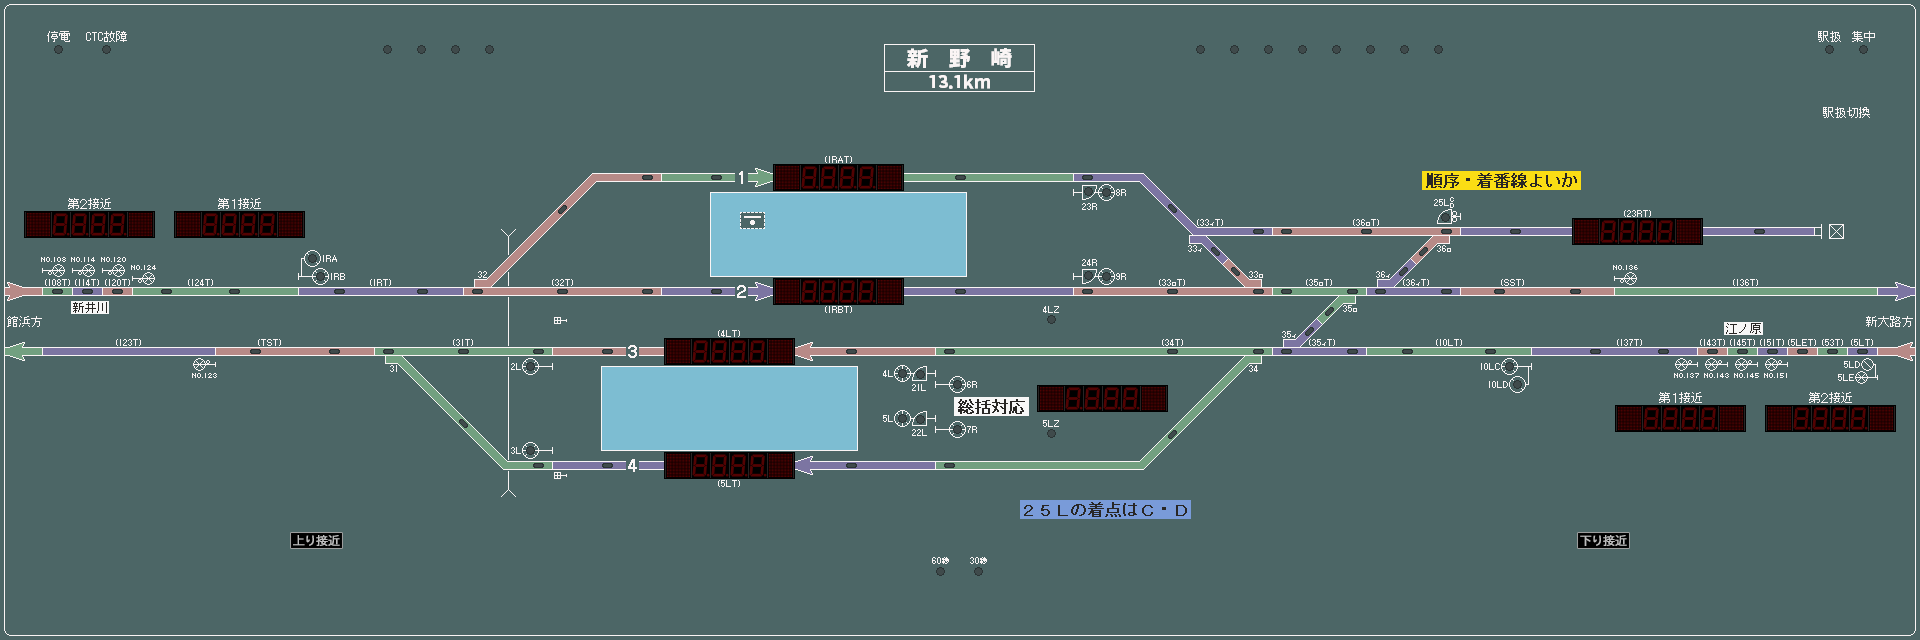 停電 CTC故障
駅扱 集中
新野崎
13.1km
駅扱切換
(1RAT)
1
8R
23R
順序・着番線よいか
25L
C
D
第2接近 第1接近
(33イT) (36ロT) (23RT)
33イ
36ロ
NO.108 NO.114 NO.120 NO.124
1RA
1RB
24R
9R
32
33ロ
36イ
NO.136
(108T) (114T) (120T) (124T) (1RT) (32T) (33ロT) (35ロT) (36イT) (SST) (136T)
2
新井川
(1RBT)
4LZ
35ロ
館浜方
新大路方
江ノ原
(4LT)
35イ
(123T) (TST) (31T) (34T) (35イT) (10LT) (137T) (143T) (145T) (151T) (5LET) (53T) (5LT)
3
31
34
NO.123
2L
4L
21L
6R
10LC
10LD
NO.137 NO.143 NO.145 NO.151
5LD
5LE
第1接近 第2接近
総括対応
5L
22L
7R
5LZ
3L
4
(5LT)
25Lの着点はC・D
上り接近
下り接近
60秒 30秒